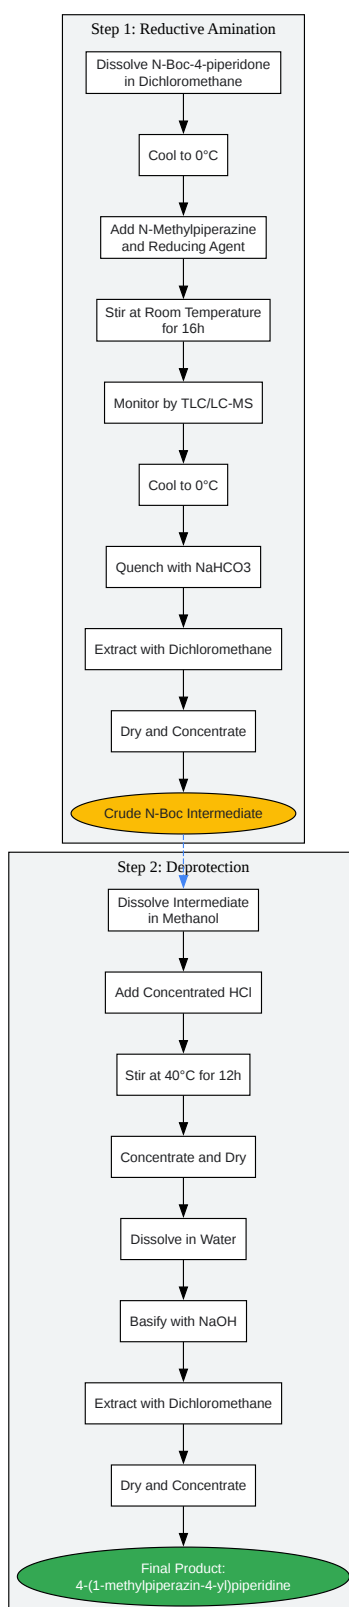 Step 1: Reductive Amination
Dissolve N-Boc-4-piperidone
in Dichloromethane
Cool to 0°C
Add N-Methylpiperazine
and Reducing Agent
Stir at Room Temperature
for 16h
Monitor by TLC/LC-MS
Cool to 0°C
Quench with NaHCO3
Extract with Dichloromethane
Dry and Concentrate
Crude N-Boc Intermediate
Step 2: Deprotection
Dissolve Intermediate
in Methanol
Add Concentrated HCl
Stir at 40°C for 12h
Concentrate and Dry
Dissolve in Water
Basify with NaOH
Extract with Dichloromethane
Dry and Concentrate
Final Product:
4-(1-methylpiperazin-4-yl)piperidine